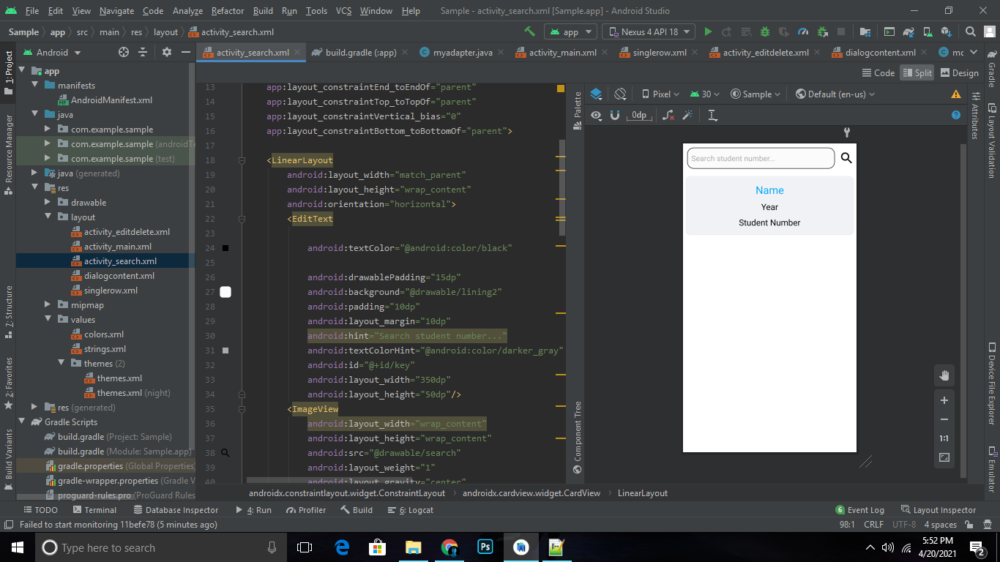 File Edit View Navigate Code Analyze Refactor Build Run Tools VCS Window Help Sample - activity_search.xml [Sample.app] - Android Studio
Sample app src main res layout activity_search.xml app Nexus 4 API 18
1: Project Android activity_search.xml build.gradle (:app) myadapter.java activity_main.xml singlerow.xml activity_editdelete.xml dialogcontent.xml Gradle
Code Split Design
app
manifests
AndroidManifest.xml
java
com.example.sample
com.example.sample (androidTe
com.example.sample (test)
java (generated)
res
drawable
layout
activity_editdelete.xml
activity_main.xml
activity_search.xml
dialogcontent.xml
singlerow.xml
mipmap
values
colors.xml
strings.xml
themes (2)
themes.xml
themes.xml (night)
res (generated)
Gradle Scripts
build.gradle (Project: Sample)
build.gradle (Module: Sample.app)
gradle.properties (Global Properties)
gradle-wrapper.properties (Gradle V
proguard-rules.pro (ProGuard Rules
Resource Manager
7: Structure
2: Favorites
Build Variants
13 app:layout_constraintEnd_toEndOf="parent"
14 app:layout_constraintTop_toTopOf="parent"
15 app:layout_constraintVertical_bias="0"
16 app:layout_constraintBottom_toBottomOf="parent">
17
18 <LinearLayout
19 android:layout_width="match_parent"
20 android:layout_height="wrap_content"
21 android:orientation="horizontal">
22 <EditText
23
24 android:textColor="@android:color/black"
25
26 android:drawablePadding="15dp"
27 android:background="@drawable/lining2"
28 android:padding="10dp"
29 android:layout_margin="10dp"
30 android:hint="Search student number..."
31 android:textColorHint="@android:color/darker_gray"
32 android:id="@+id/key"
33 android:layout_width="350dp"
34 android:layout_height="50dp"/>
35 <ImageView
36 android:layout_width="wrap_content"
37 android:layout_height="wrap_content"
38 android:src="@drawable/search"
39 android:layout_weight="1"
40 android:layout_gravity="center"
Palette
Component Tree
Pixel 30 Sample Default (en-us)
0dp
Search student number...
Name
Year
Student Number
1:1
Attributes
Layout Validation
Device File Explorer
Emulator
androidx.constraintlayout.widget.ConstraintLayout androidx.cardview.widget.CardView LinearLayout
TODO Terminal Database Inspector 4: Run Profiler Build 6: Logcat 6 Event Log Layout Inspector
Failed to start monitoring 11befe78 (5 minutes ago) 98:1 CRLF UTF-8 4 spaces
Type here to search Ps 5:52 PM
4/20/2021 2